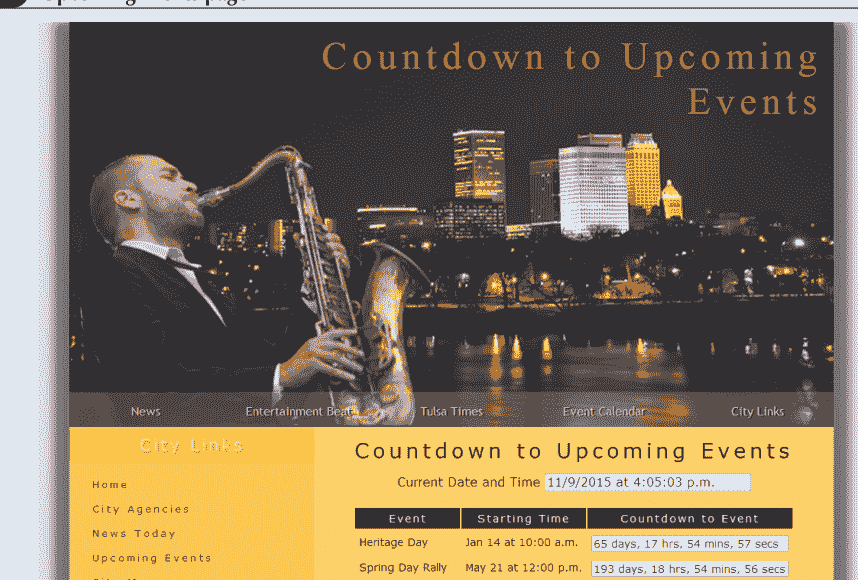 Countdown to Upcoming
Events
News Entertainment Beat Tulsa Times Event Calendar City Links
City Links
Home
City Agencies
News Today
Upcoming Events
Countdown to Upcoming Events
Current Date and Time 11/9/2015 at 4:05:03 p.m.
Event Starting Time Countdown to Event
Heritage Day Jan 14 at 10:00 a.m. 65 days, 17 hrs, 54 mins, 57 secs
Spring Day Rally May 21 at 12:00 p.m. 193 days, 18 hrs, 54 mins, 56 secs